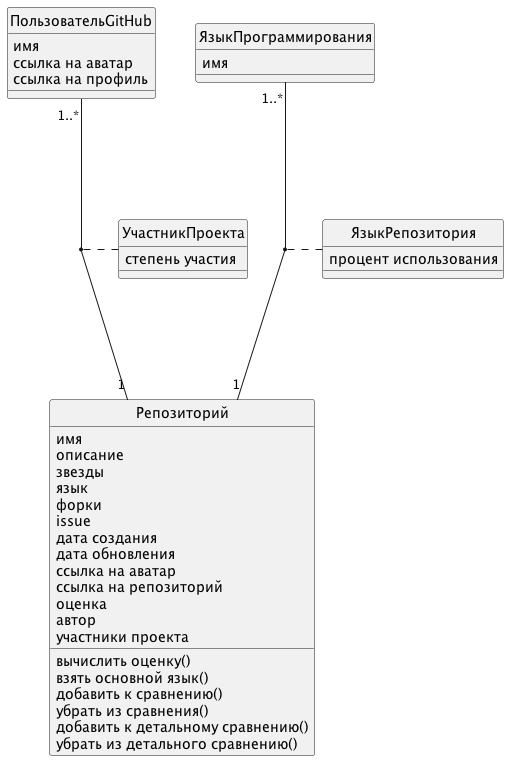 ПользовательGitHub
имя
ссылка на аватар
ссылка на профиль
ЯзыкПрограммирования
имя
1..*
1..*
УчастникПроекта
степень участия
ЯзыкРепозитория
процент использования
1
1
Репозиторий
имя
описание
звезды
язык
форки
issue
дата создания
дата обновления
ссылка на аватар
ссылка на репозиторий
оценка
автор
участники проекта
вычислить оценку()
взять основной язык()
добавить к сравнению()
убрать из сравнения()
добавить к детальному сравнению()
убрать из детального сравнению()